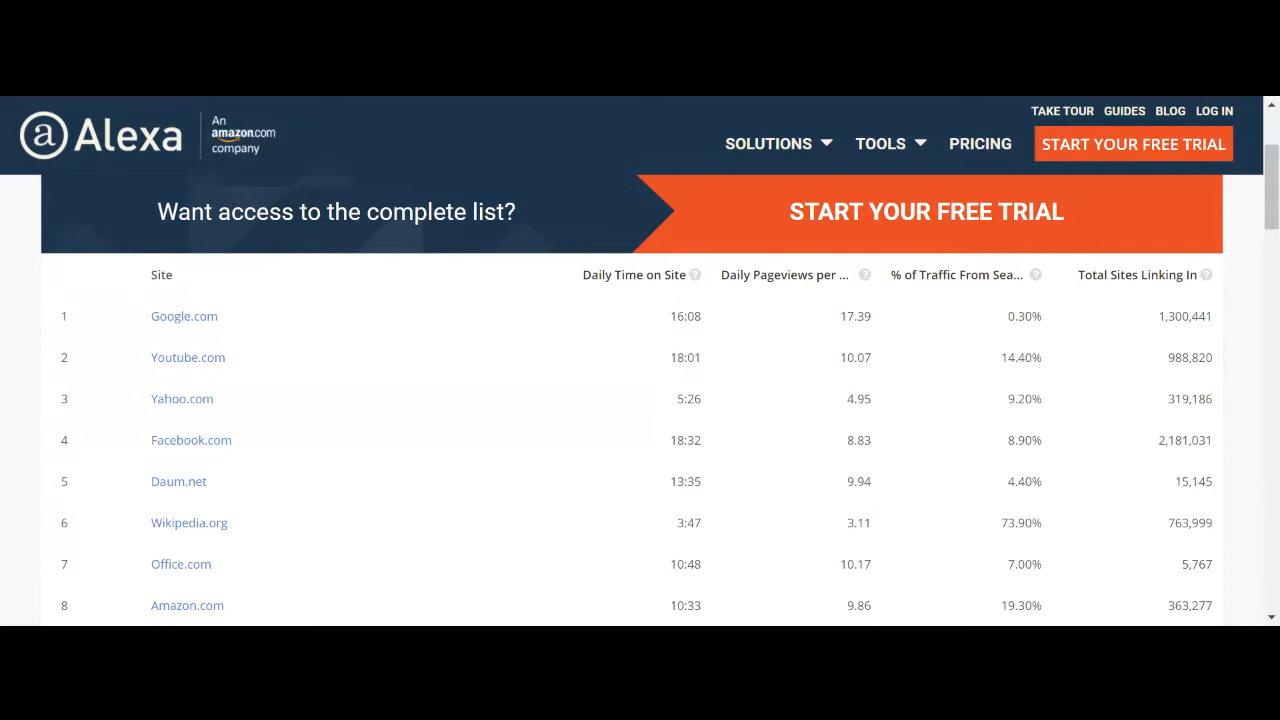 Alexa
An
amazon.com
company
TAKE TOUR GUIDES BLOG LOG IN
SOLUTIONS TOOLS PRICING START YOUR FREE TRIAL
Want access to the complete list? START YOUR FREE TRIAL
Site Daily Time on Site Daily Pageviews per ... % of Traffic From Sea... Total Sites Linking In
1 Google.com 16:08 17.39 0.30% 1,300,441
2 Youtube.com 18:01 10.07 14.40% 988,820
3 Yahoo.com 5:26 4.95 9.20% 319,186
4 Facebook.com 18:32 8.83 8.90% 2,181,031
5 Daum.net 13:35 9.94 4.40% 15,145
6 Wikipedia.org 3:47 3.11 73.90% 763,999
7 Office.com 10:48 10.17 7.00% 5,767
8 Amazon.com 10:33 9.86 19.30% 363,277